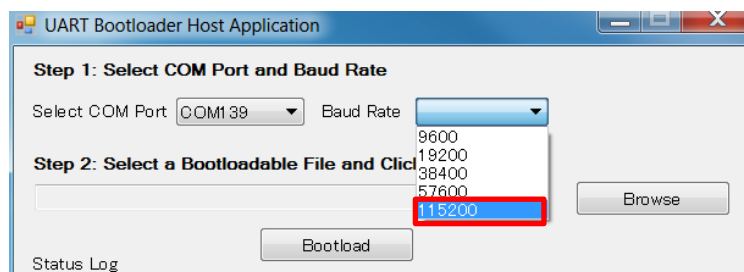 UART Bootloader Host Application
Step 1: Select COM Port and Baud Rate
Select COM Port COM139 Baud Rate
9600
19200
38400
57600
115200
Step 2: Select a Bootloadable File and
Browse
Bootload
Status Log